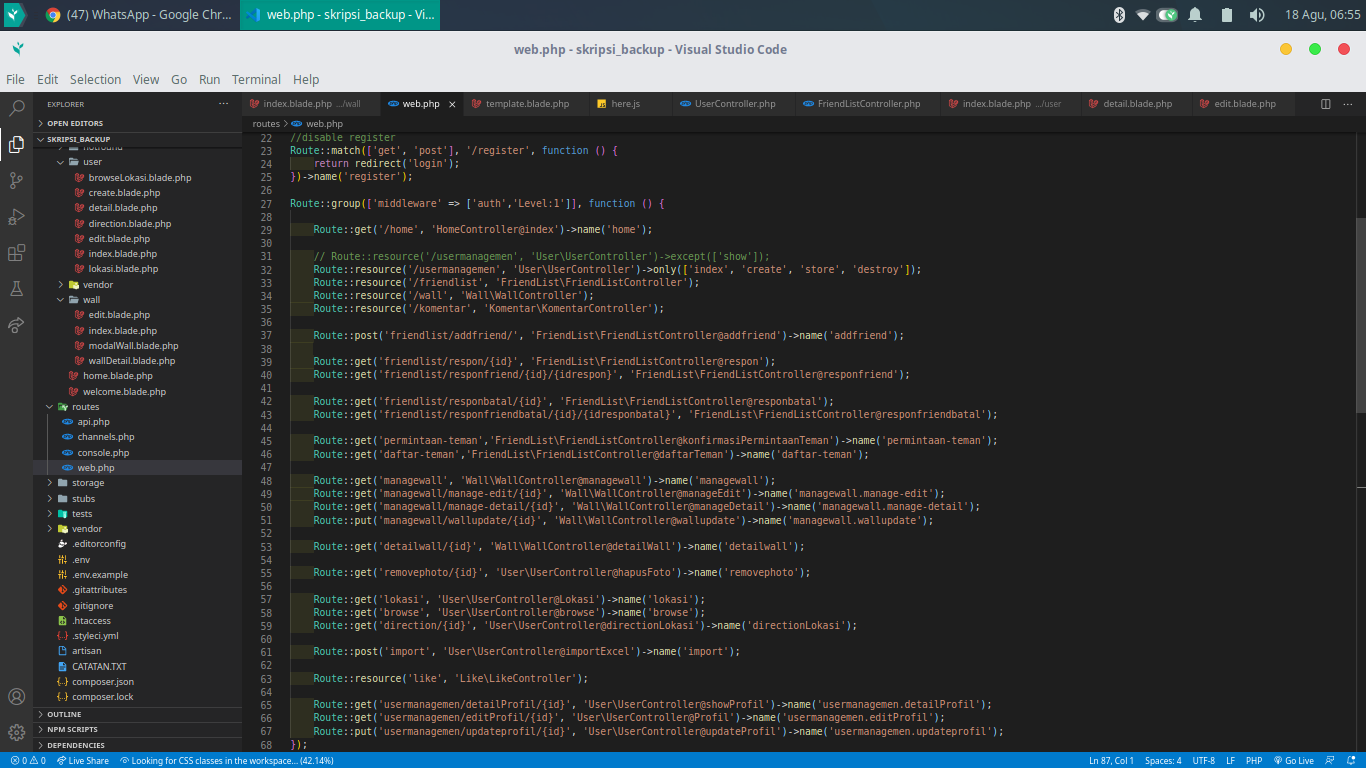 (47) WhatsApp - Google Chr...
web.php - skripsi_backup - Vi...
18 Agu, 06:55
web.php - skripsi_backup - Visual Studio Code
File Edit Selection View Go Run Terminal Help
EXPLORER
index.blade.php .../wall
web.php
template.blade.php
here.js
UserController.php
FriendListController.php
index.blade.php .../user
detail.blade.php
edit.blade.php
OPEN EDITORS
SKRIPSI_BACKUP
user
browseLokasi.blade.php
create.blade.php
detail.blade.php
direction.blade.php
edit.blade.php
index.blade.php
lokasi.blade.php
vendor
wall
edit.blade.php
index.blade.php
modalWall.blade.php
wallDetail.blade.php
home.blade.php
welcome.blade.php
routes
api.php
channels.php
console.php
web.php
storage
stubs
tests
vendor
.editorconfig
.env
.env.example
.gitattributes
.gitignore
.htaccess
.styleci.yml
artisan
CATATAN.TXT
composer.json
composer.lock
OUTLINE
NPM SCRIPTS
DEPENDENCIES
routes > web.php
22 //disable register
23 Route::match(['get', 'post'], '/register', function () {
24 return redirect('login');
25 })->name('register');
26
27 Route::group(['middleware' => ['auth','Level:1']], function () {
28
29 Route::get('/home', 'HomeController@index')->name('home');
30
31 // Route::resource('/usermanagemen', 'User\UserController')->except(['show']);
32 Route::resource('/usermanagemen', 'User\UserController')->only(['index', 'create', 'store', 'destroy']);
33 Route::resource('/friendlist', 'FriendList\FriendListController');
34 Route::resource('/wall', 'Wall\WallController');
35 Route::resource('/komentar', 'Komentar\KomentarController');
36
37 Route::post('friendlist/addfriend/', 'FriendList\FriendListController@addfriend')->name('addfriend');
38
39 Route::get('friendlist/respon/{id}', 'FriendList\FriendListController@respon');
40 Route::get('friendlist/responfriend/{id}/{idrespon}', 'FriendList\FriendListController@responfriend');
41
42 Route::get('friendlist/responbatal/{id}', 'FriendList\FriendListController@responbatal');
43 Route::get('friendlist/responfriendbatal/{id}/{idresponbatal}', 'FriendList\FriendListController@responfriendbatal');
44
45 Route::get('permintaan-teman','FriendList\FriendListController@konfirmasiPermintaanTeman')->name('permintaan-teman');
46 Route::get('daftar-teman','FriendList\FriendListController@daftarTeman')->name('daftar-teman');
47
48 Route::get('managewall', 'Wall\WallController@managewall')->name('managewall');
49 Route::get('managewall/manage-edit/{id}', 'Wall\WallController@manageEdit')->name('managewall.manage-edit');
50 Route::get('managewall/manage-detail/{id}', 'Wall\WallController@manageDetail')->name('managewall.manage-detail');
51 Route::put('managewall/wallupdate/{id}', 'Wall\WallController@wallupdate')->name('managewall.wallupdate');
52
53 Route::get('detailwall/{id}', 'Wall\WallController@detailWall')->name('detailwall');
54
55 Route::get('removephoto/{id}', 'User\UserController@hapusFoto')->name('removephoto');
56
57 Route::get('lokasi', 'User\UserController@Lokasi')->name('lokasi');
58 Route::get('browse', 'User\UserController@browse')->name('browse');
59 Route::get('direction/{id}', 'User\UserController@directionLokasi')->name('directionLokasi');
60
61 Route::post('import', 'User\UserController@importExcel')->name('import');
62
63 Route::resource('like', 'Like\LikeController');
64
65 Route::get('usermanagemen/detailProfil/{id}', 'User\UserController@showProfil')->name('usermanagemen.detailProfil');
66 Route::get('usermanagemen/editProfil/{id}', 'User\UserController@Profil')->name('usermanagemen.editProfil');
67 Route::put('usermanagemen/updateprofil/{id}', 'User\UserController@updateProfil')->name('usermanagemen.updateprofil');
68 });
0 0 Live Share Looking for CSS classes in the workspace... (42.14%)
Ln 87, Col 1 Spaces: 4 UTF-8 LF PHP Go Live